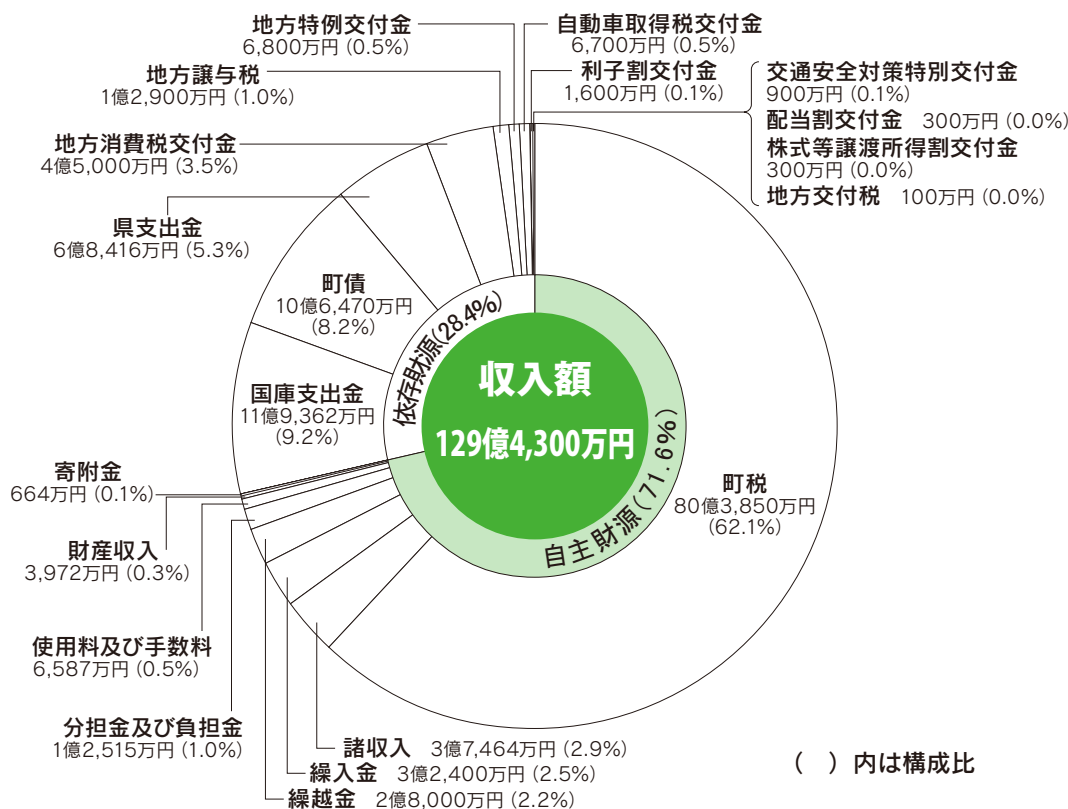 地方特例交付金
6,800万円 (0.5%)
自動車取得税交付金
6,700万円 (0.5%)
地方譲与税
1億2,900万円 (1.0%)
利子割交付金
1,600万円 (0.1%)
交通安全対策特別交付金
900万円 (0.1%)
配当割交付金 300万円 (0.0%)
株式等譲渡所得割交付金
300万円 (0.0%)
地方交付税 100万円 (0.0%)
地方消費税交付金
4億5,000万円 (3.5%)
県支出金
6億8,416万円 (5.3%)
町債
10億6,470万円
(8.2%)
国庫支出金
11億9,362万円
(9.2%)
依存財源(28.4%)
収入額
129億4,300万円
自主財源(71.6%)
町税
80億3,850万円
(62.1%)
寄附金
664万円 (0.1%)
財産収入
3,972万円 (0.3%)
使用料及び手数料
6,587万円 (0.5%)
分担金及び負担金
1億2,515万円 (1.0%)
諸収入 3億7,464万円 (2.9%)
繰入金 3億2,400万円 (2.5%)
繰越金 2億8,000万円 (2.2%)
( ) 内は構成比